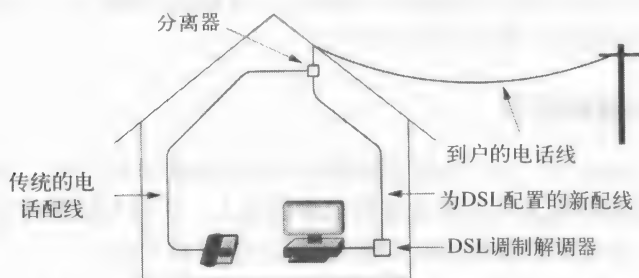 分离器
到户的电话线
传统的电
话配线
为DSL配置的新配线
DSL调制解调器